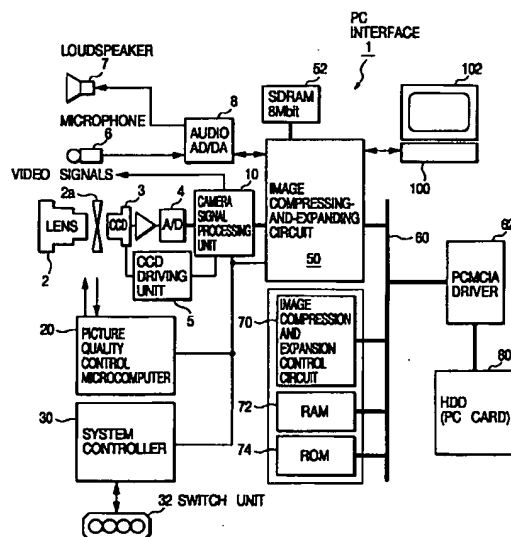 PC
INTERFACE
1
LOUDSPEAKER
7
MICROPHONE
6
8
AUDIO
AD/DA
52
SDRAM
8Mbit
102
100
VIDEO SIGNALS
2a
3
4
10
LENS
2
CCD
A/D
CAMERA
SIGNAL
PROCESSING
UNIT
IMAGE
COMPRESSING-
AND-EXPANDING
CIRCUIT
50
60
CCD
DRIVING
UNIT
5
62
PCMCIA
DRIVER
20
PICTURE
QUALITY
CONTROL
MICROCOMPUTER
70
IMAGE
COMPRESSION
AND
EXPANSION
CONTROL
CIRCUIT
80
HDD
(PC CARD)
30
SYSTEM
CONTROLLER
72
RAM
74
ROM
32 SWITCH UNIT